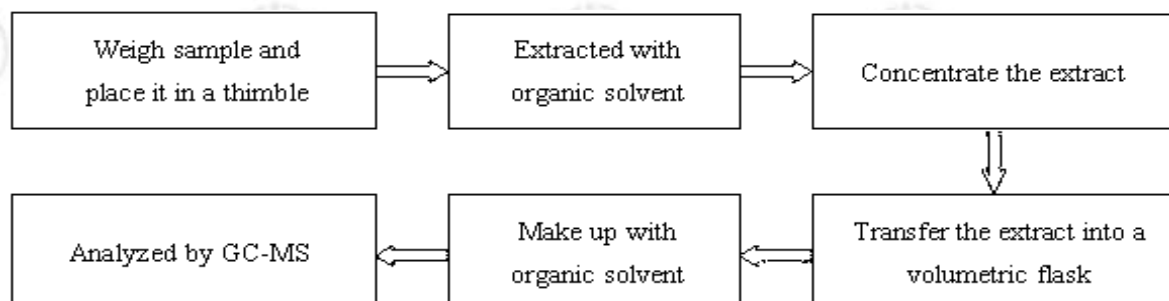 Weigh sample and
place it in a thimble
Extracted with
organic solvent
Concentrate the extract
Transfer the extract into a
volumetric flask
Make up with
organic solvent
Analyzed by GC-MS